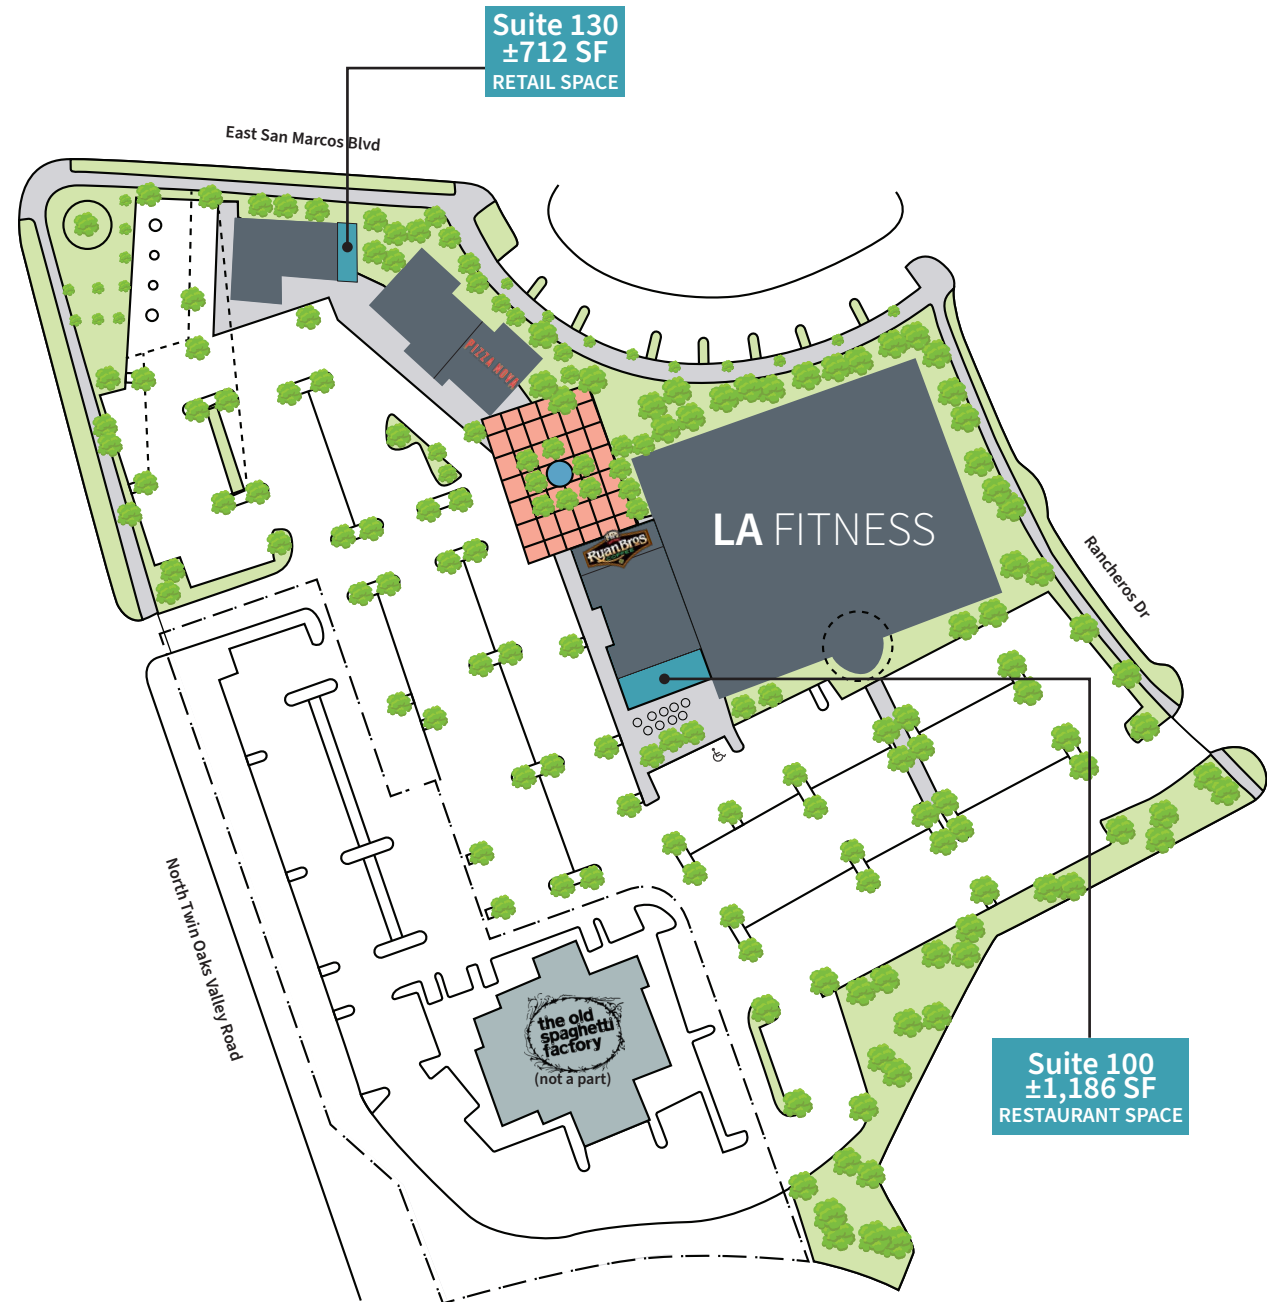 Suite 130
±712 SF
RETAIL SPACE
East San Marcos Blvd
PIZZA NOVA
LA FITNESS
RyanBros
Rancheros Dr
North Twin Oaks Valley Road
the old
spaghetti
factory
(not a part)
Suite 100
±1,186 SF
RESTAURANT SPACE